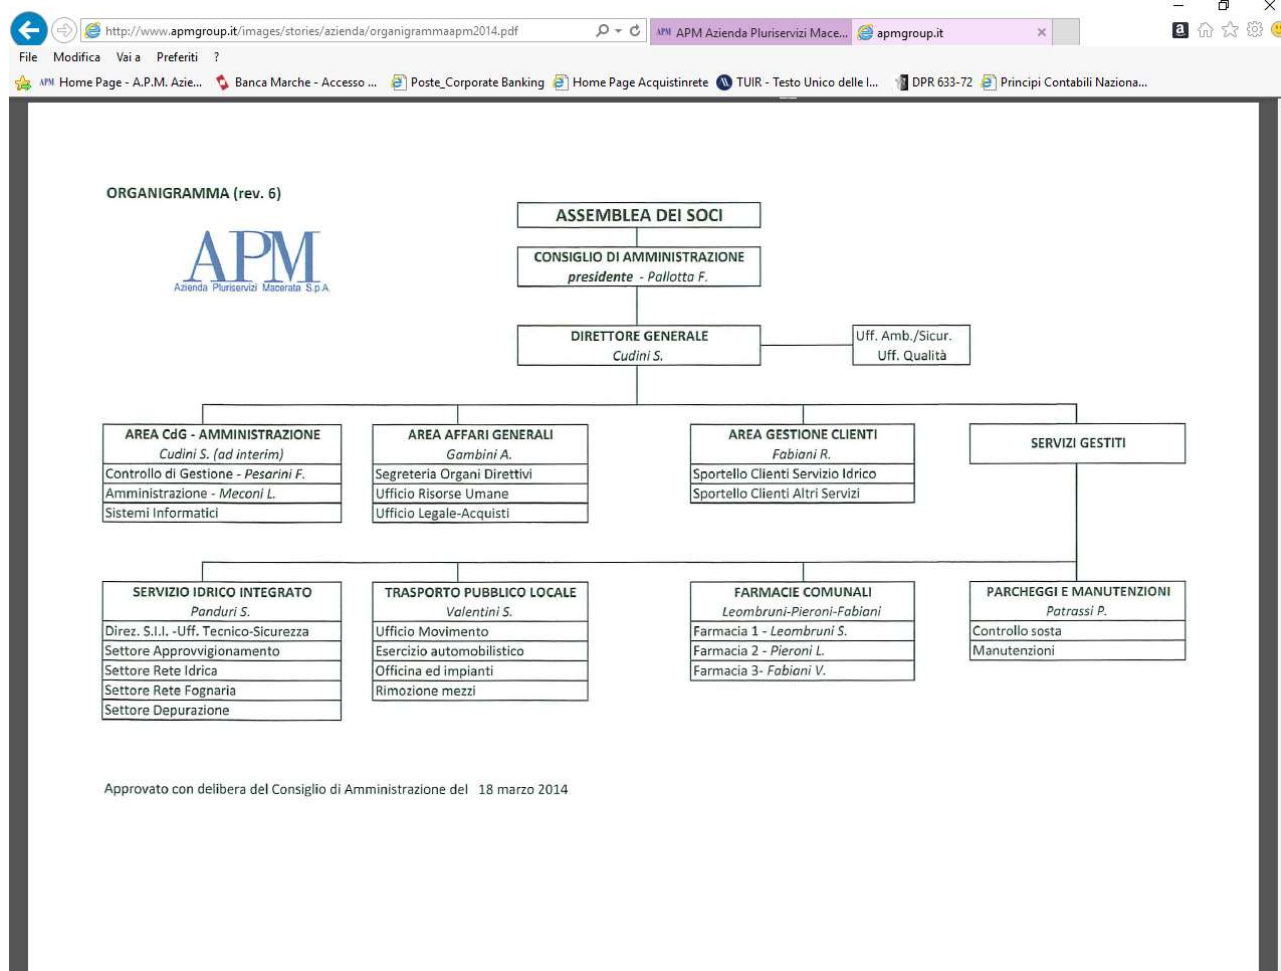 http://www.apmgroup.it/images/stories/azienda/organigrammaapm2014.pdf
APM APM Azienda Pluriservizi Mace...
apmgroup.it
File Modifica Vai a Preferiti ?
APM Home Page - A.P.M. Azie...
Banca Marche - Accesso ...
Poste_Corporate Banking
Home Page Acquistinrete
TUIR - Testo Unico delle I...
DPR 633-72
Principi Contabili Naziona...
ORGANIGRAMMA (rev. 6)
APM
Azienda Pluriservizi Macerata S.p.A.
ASSEMBLEA DEI SOCI
CONSIGLIO DI AMMINISTRAZIONE
presidente - Pallotta F.
DIRETTORE GENERALE
Cudini S.
Uff. Amb./Sicur.
Uff. Qualità
AREA CdG - AMMINISTRAZIONE
Cudini S. (ad interim)
Controllo di Gestione - Pesarini F.
Amministrazione - Meconi L.
Sistemi Informatici
AREA AFFARI GENERALI
Gambini A.
Segreteria Organi Direttivi
Ufficio Risorse Umane
Ufficio Legale-Acquisti
AREA GESTIONE CLIENTI
Fabiani R.
Sportello Clienti Servizio Idrico
Sportello Clienti Altri Servizi
SERVIZI GESTITI
SERVIZIO IDRICO INTEGRATO
Panduri S.
Direz. S.I.I. -Uff. Tecnico-Sicurezza
Settore Approvvigionamento
Settore Rete Idrica
Settore Rete Fognaria
Settore Depurazione
TRASPORTO PUBBLICO LOCALE
Valentini S.
Ufficio Movimento
Esercizio automobilistico
Officina ed impianti
Rimozione mezzi
FARMACIE COMUNALI
Leombruni-Pieroni-Fabiani
Farmacia 1 - Leombruni S.
Farmacia 2 - Pieroni L.
Farmacia 3- Fabiani V.
PARCHEGGI E MANUTENZIONI
Patrassi P.
Controllo sosta
Manutenzioni
Approvato con delibera del Consiglio di Amministrazione del 18 marzo 2014